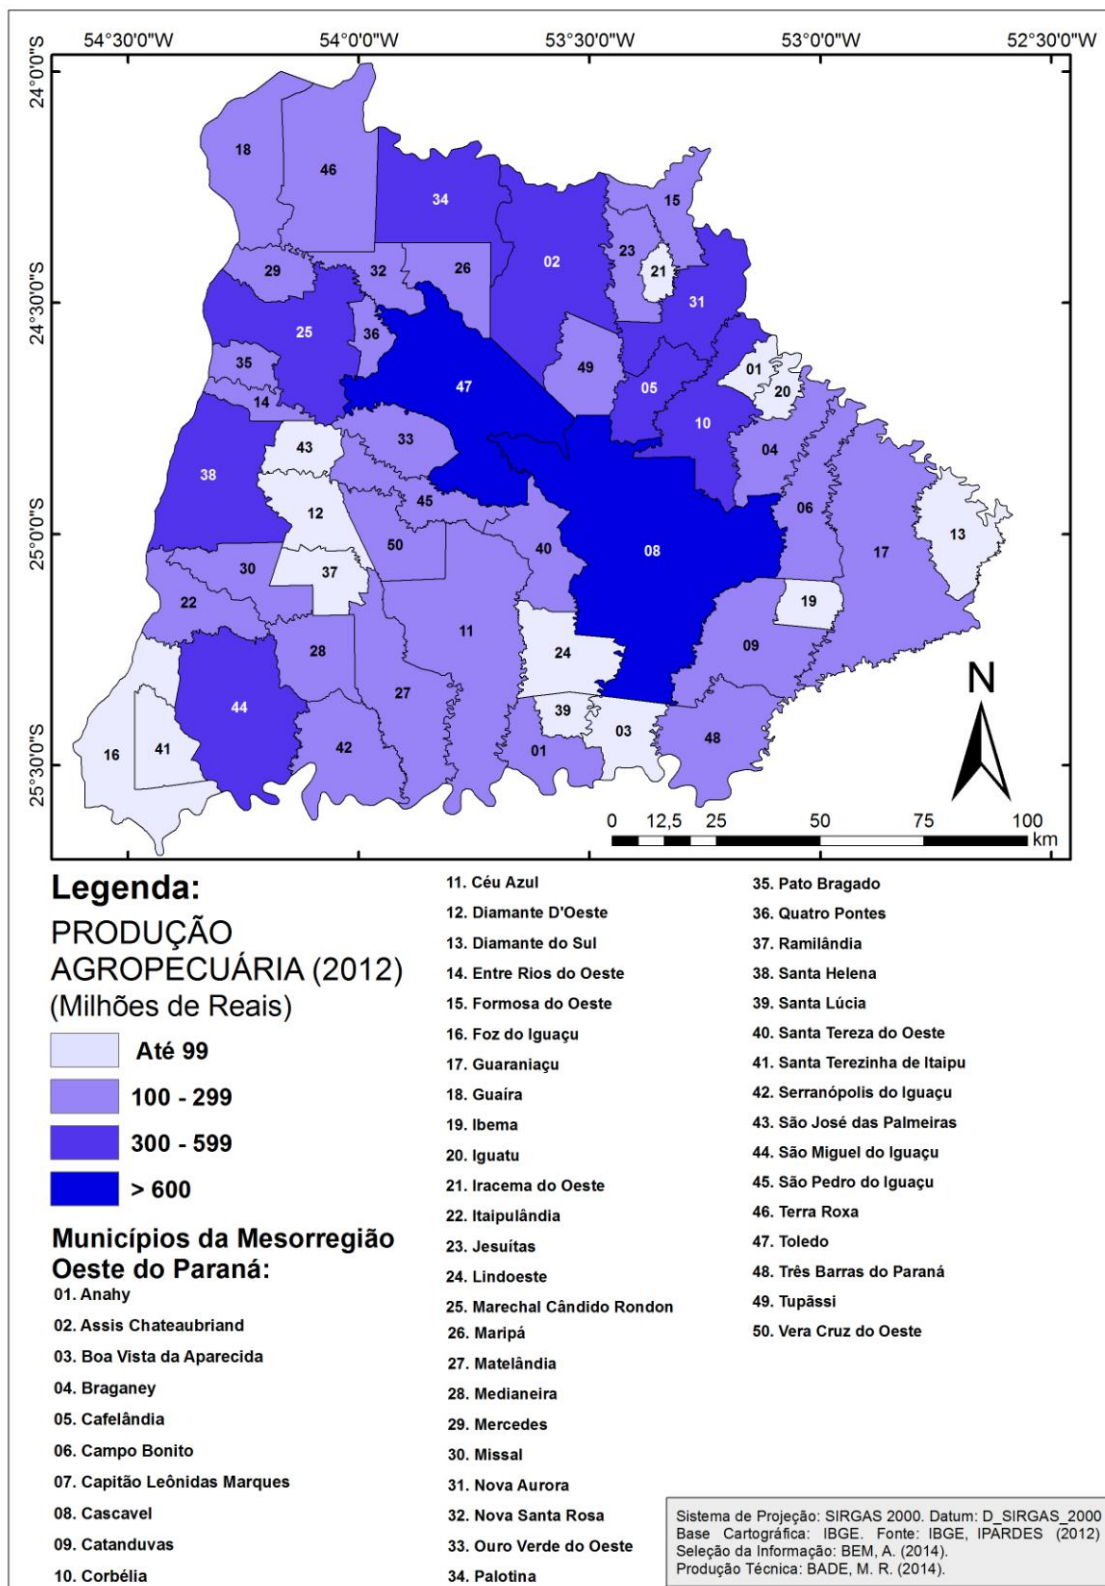 54°30'0"W
54°0'0"W
53°30'0"W
53°0'0"W
52°30'0"W
24°0'0"S
24°30'0"S
25°0'0"S
25°30'0"S
18
46
34
15
23
02
21
29
32
26
31
25
36
35
47
49
01
05
20
14
10
33
43
04
38
45
12
06
50
40
08
17
13
30
37
22
19
11
28
24
09
27
44
39
03
48
16
41
42
01
N
0
12,5
25
50
75
100
km
Legenda:
PRODUÇÃO
AGROPECUÁRIA (2012)
(Milhões de Reais)
Até 99
100 - 299
300 - 599
> 600
Municípios da Mesorregião
Oeste do Paraná:
01. Anahy
02. Assis Chateaubriand
03. Boa Vista da Aparecida
04. Braganey
05. Cafelândia
06. Campo Bonito
07. Capitão Leônidas Marques
08. Cascavel
09. Catanduvas
10. Corbélia
11. Céu Azul
12. Diamante D'Oeste
13. Diamante do Sul
14. Entre Rios do Oeste
15. Formosa do Oeste
16. Foz do Iguaçu
17. Guaraniaçu
18. Guaíra
19. Ibema
20. Iguatu
21. Iracema do Oeste
22. Itaipulândia
23. Jesuítas
24. Lindoeste
25. Marechal Cândido Rondon
26. Maripá
27. Matelândia
28. Medianeira
29. Mercedes
30. Missal
31. Nova Aurora
32. Nova Santa Rosa
33. Ouro Verde do Oeste
34. Palotina
35. Pato Bragado
36. Quatro Pontes
37. Ramilândia
38. Santa Helena
39. Santa Lúcia
40. Santa Tereza do Oeste
41. Santa Terezinha de Itaipu
42. Serranópolis do Iguaçu
43. São José das Palmeiras
44. São Miguel do Iguaçu
45. São Pedro do Iguaçu
46. Terra Roxa
47. Toledo
48. Três Barras do Paraná
49. Tupãssi
50. Vera Cruz do Oeste
Sistema de Projeção: SIRGAS 2000. Datum: D_SIRGAS_2000
Base Cartográfica: IBGE. Fonte: IBGE, IPARDES (2012)
Seleção da Informação: BEM, A. (2014).
Produção Técnica: BADE, M. R. (2014).